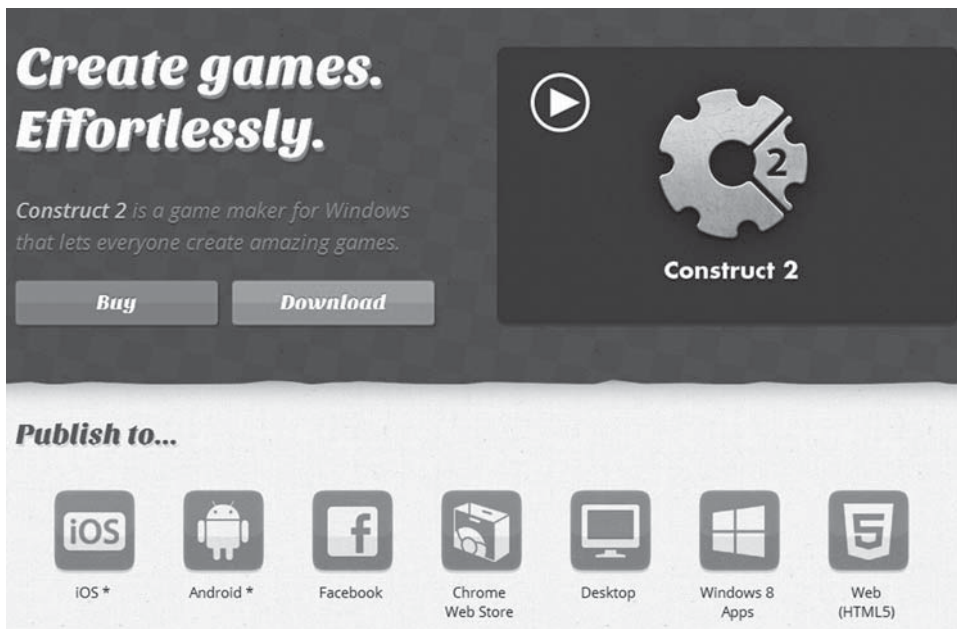 Create games.
Effortlessly.
Construct 2 is a game maker for Windows
that lets everyone create amazing games.
Buy
Download
2
Construct 2
Publish to...
iOS
iOS *
Android *
f
Facebook
Chrome
Web Store
Desktop
Windows 8
Apps
5
Web
(HTML5)